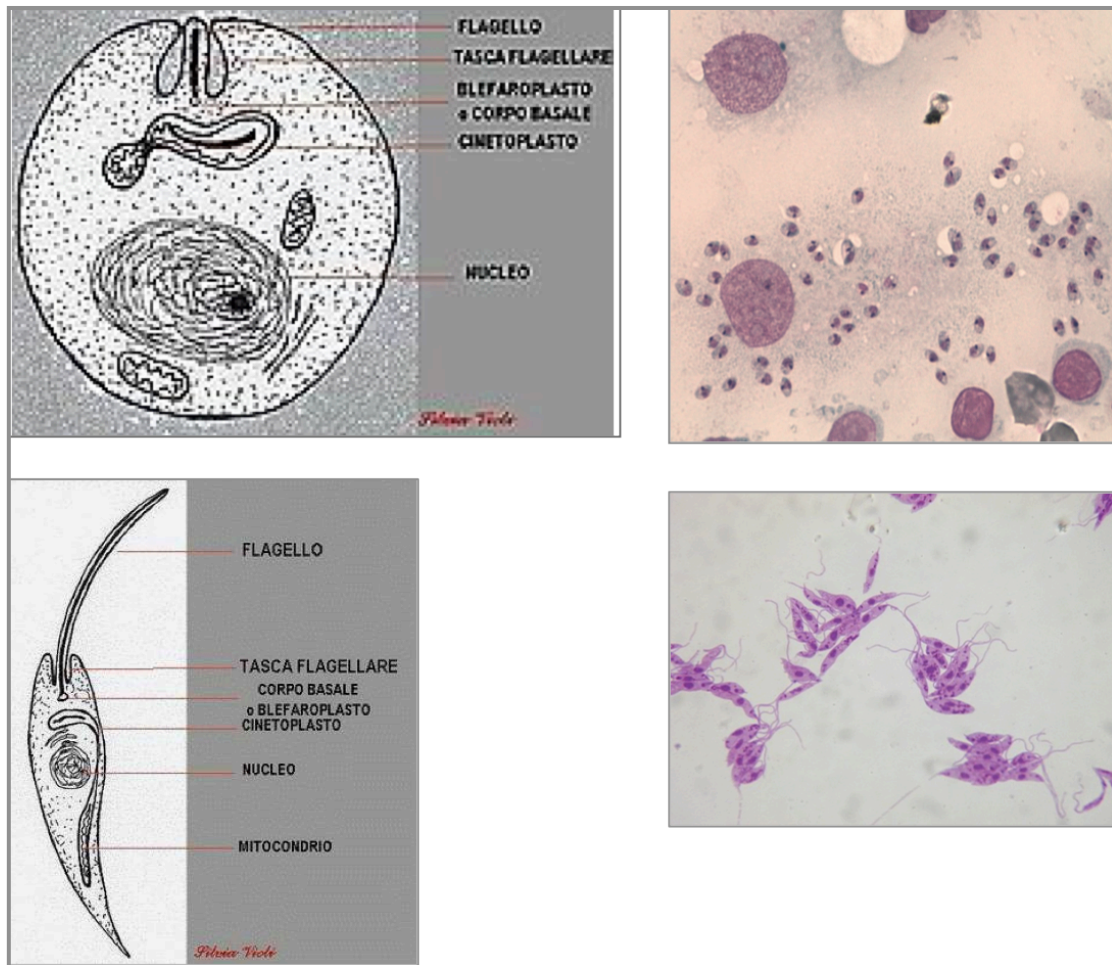 FLAGELLO
TASCA FLAGELLARE
BLEFAROPLASTO
o CORPO BASALE
CINETOPLASTO
NUCLEO
Silvia Violi
FLAGELLO
TASCA FLAGELLARE
CORPO BASALE
o BLEFAROPLASTO
CINETOPLASTO
NUCLEO
MITOCONDRIO
Silvia Violi